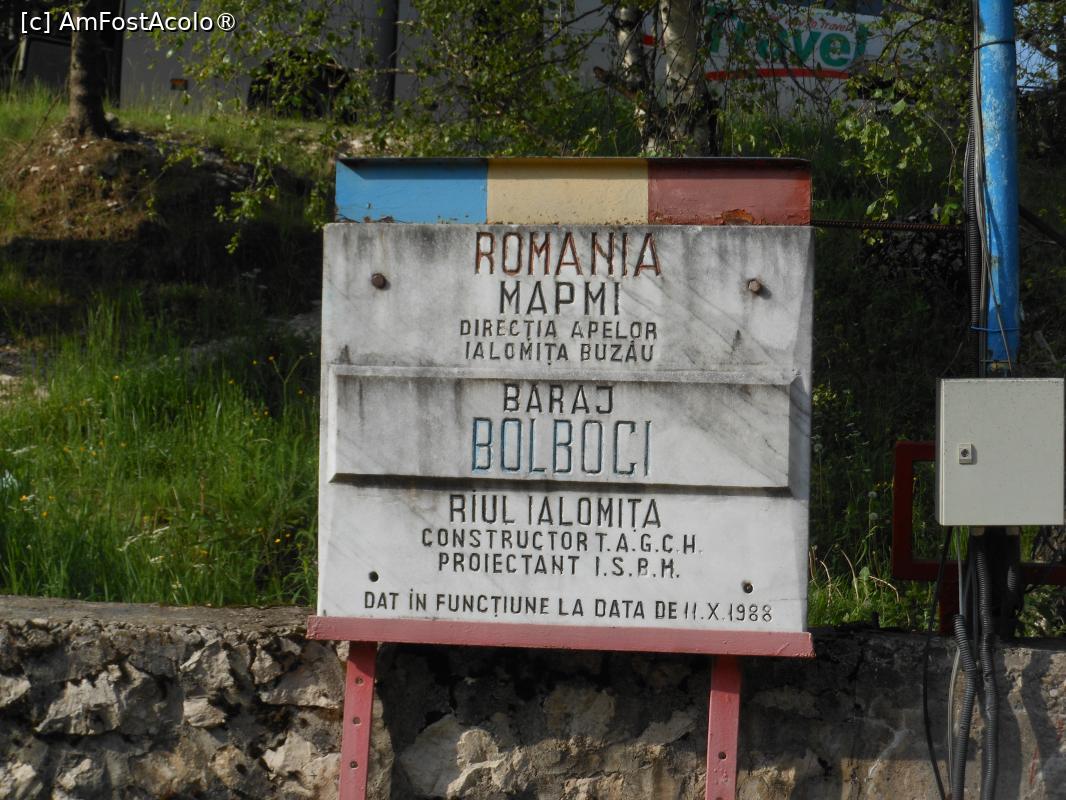 [c] AmFostAcolo®
Travel
ROMANIA
MAPMI
DIRECȚIA APELOR
IALOMIȚA BUZĂU
BARAJ
BOLBOCI
RÎUL IALOMIȚA
CONSTRUCTOR T.A.G.C.H.
PROIECTANT I.S.B.H.
DAT ÎN FUNCȚIUNE LA DATA DE 11.X.1988